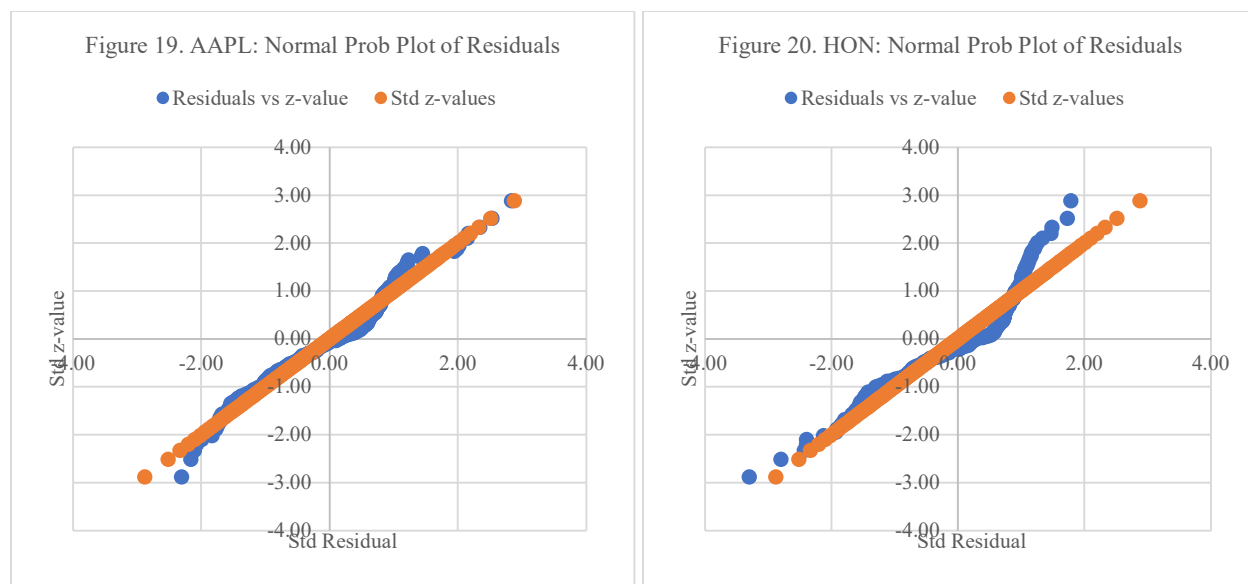 Figure 19. AAPL: Normal Prob Plot of Residuals
Residuals vs z-value Std z-values
4.00
3.00
2.00
1.00
0.00
-1.00
-2.00
-3.00
-4.00
-4.00 -2.00 0.00 2.00 4.00
Std z-value
Std Residual
Figure 20. HON: Normal Prob Plot of Residuals
Residuals vs z-value Std z-values
4.00
3.00
2.00
1.00
0.00
-1.00
-2.00
-3.00
-4.00
-4.00 -2.00 0.00 2.00 4.00
Std z-value
Std Residual